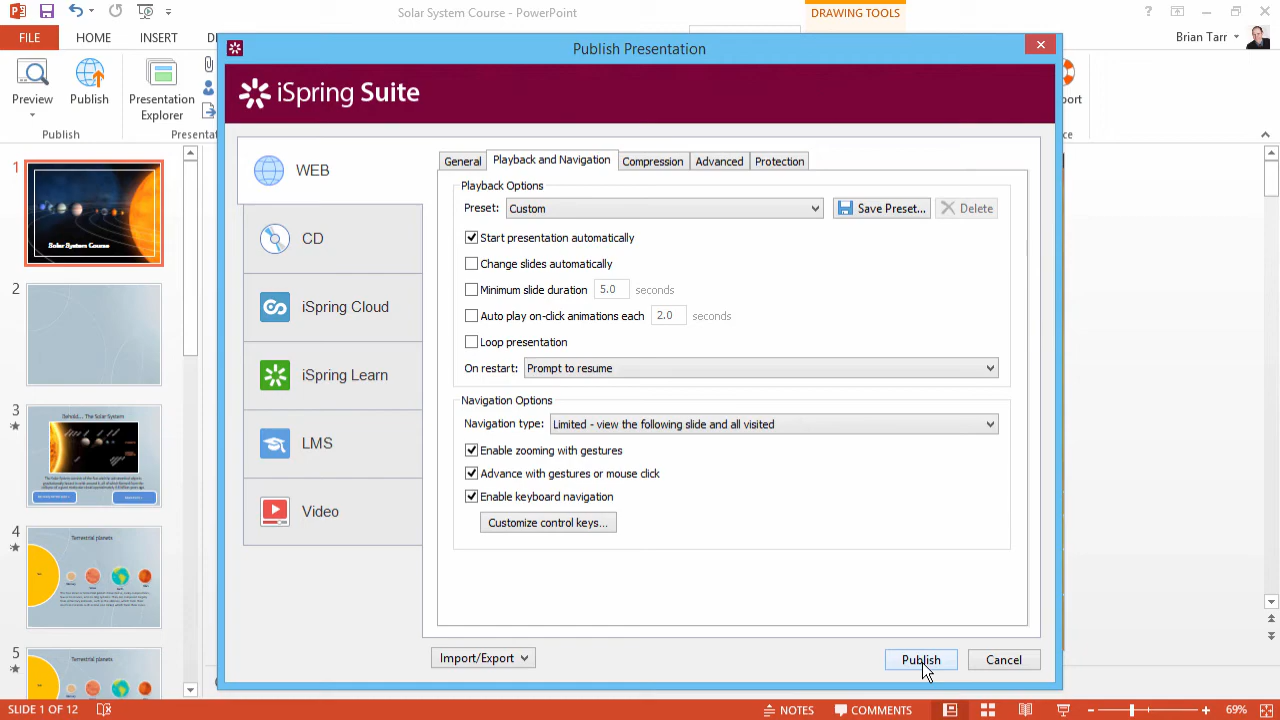 Solar System Course - PowerPoint
DRAWING TOOLS
FILE
HOME
INSERT
Brian Tarr
Preview
Publish
Presentation
Explorer
Publish
Publish Presentation
iSpring Suite
WEB
CD
iSpring Cloud
iSpring Learn
LMS
Video
General
Playback and Navigation
Compression
Advanced
Protection
Playback Options
Preset:
Custom
Save Preset...
Delete
Start presentation automatically
Change slides automatically
Minimum slide duration
5.0
seconds
Auto play on-click animations each
2.0
seconds
Loop presentation
On restart:
Prompt to resume
Navigation Options
Navigation type:
Limited - view the following slide and all visited
Enable zooming with gestures
Advance with gestures or mouse click
Enable keyboard navigation
Customize control keys...
Import/Export
Publish
Cancel
1
Solar System Course
2
3
Behold... The Solar System
4
Terrestrial planets
5
Terrestrial planets
SLIDE 1 OF 12
NOTES
COMMENTS
69%